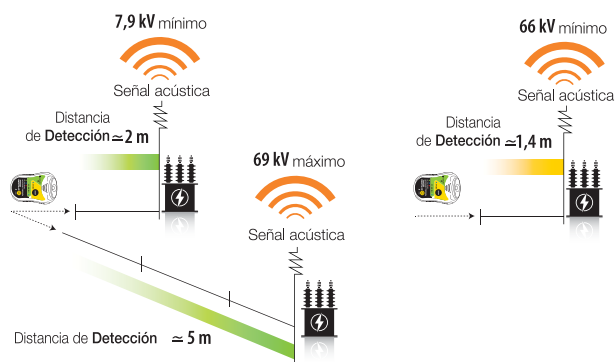 7,9 kV mínimo
Señal acústica
Distancia
de Detección ≃2 m
69 kV máximo
Señal acústica
Distancia de Detección ≃ 5 m
66 kV mínimo
Señal acústica
Distancia
de Detección ≃1,4 m